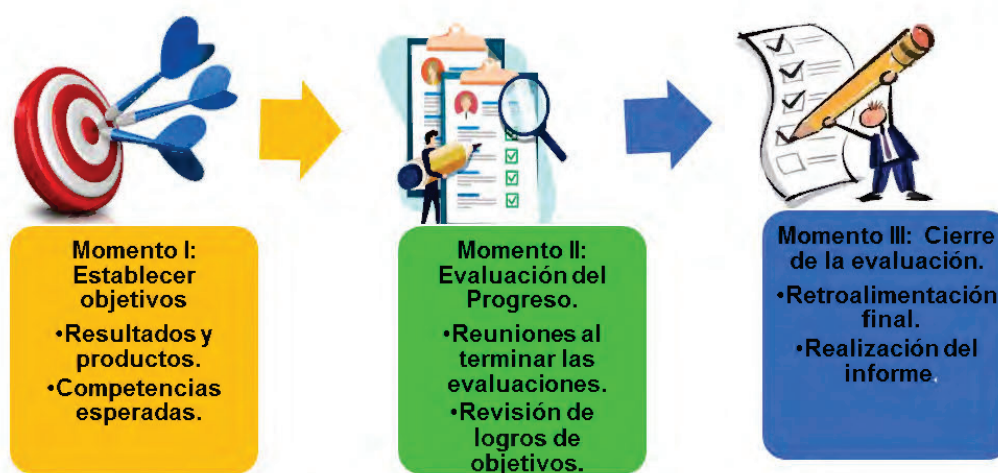 Momento I:
Establecer
objetivos
•Resultados y
productos.
•Competencias
esperadas.
Momento II:
Evaluación del
Progreso.
•Reuniones al
terminar las
evaluaciones.
•Revisión de
logros de
objetivos.
Momento III: Cierre
de la evaluación.
•Retroalimentación
final.
•Realización del
informe.